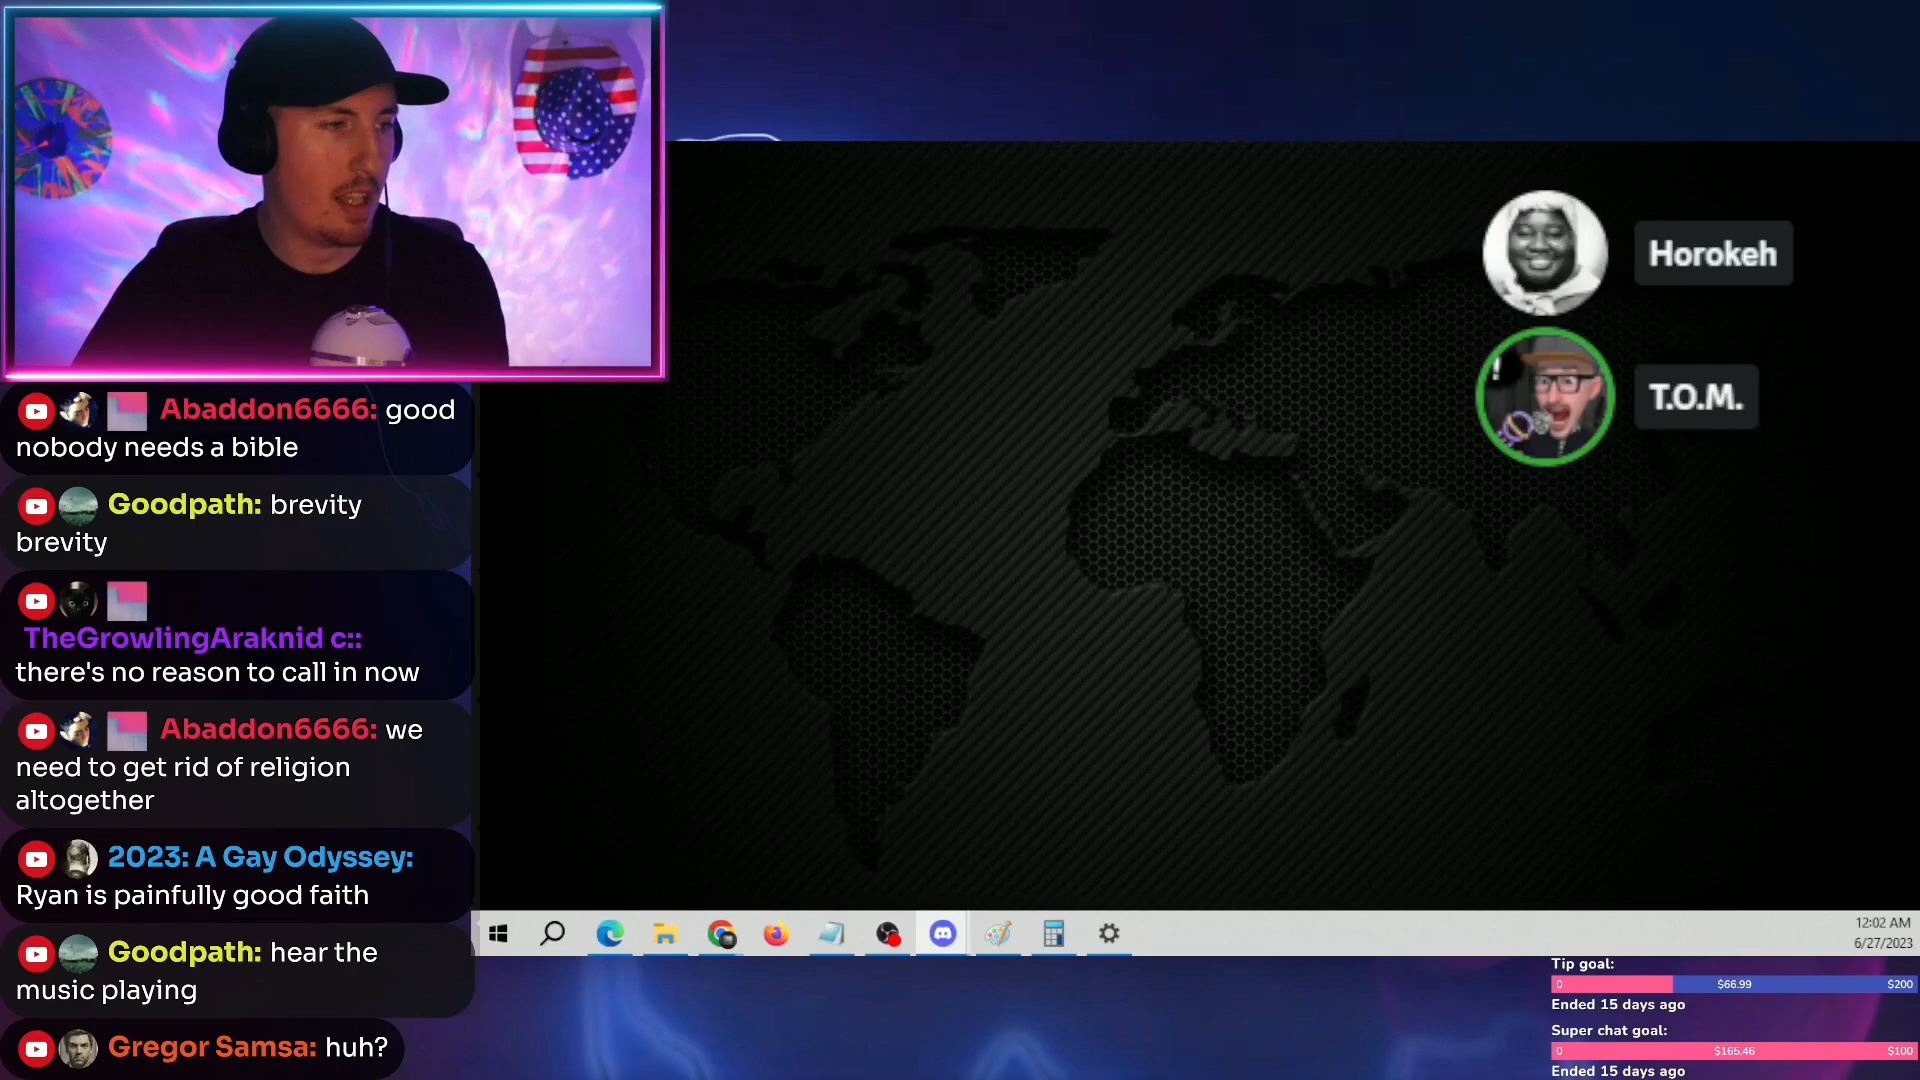 Horokeh
T.O.M.
Abaddon6666: good
nobody needs a bible
Goodpath: brevity
brevity
TheGrowlingAraknid c::
there's no reason to call in now
Abaddon6666: we
need to get rid of religion
altogether
2023: A Gay Odyssey:
Ryan is painfully good faith
Goodpath: hear the
music playing
Gregor Samsa: huh?
12:02 AM
6/27/2023
Tip goal:
0 $66.99 $200
Ended 15 days ago
Super chat goal:
0 $165.46 $100
Ended 15 days ago